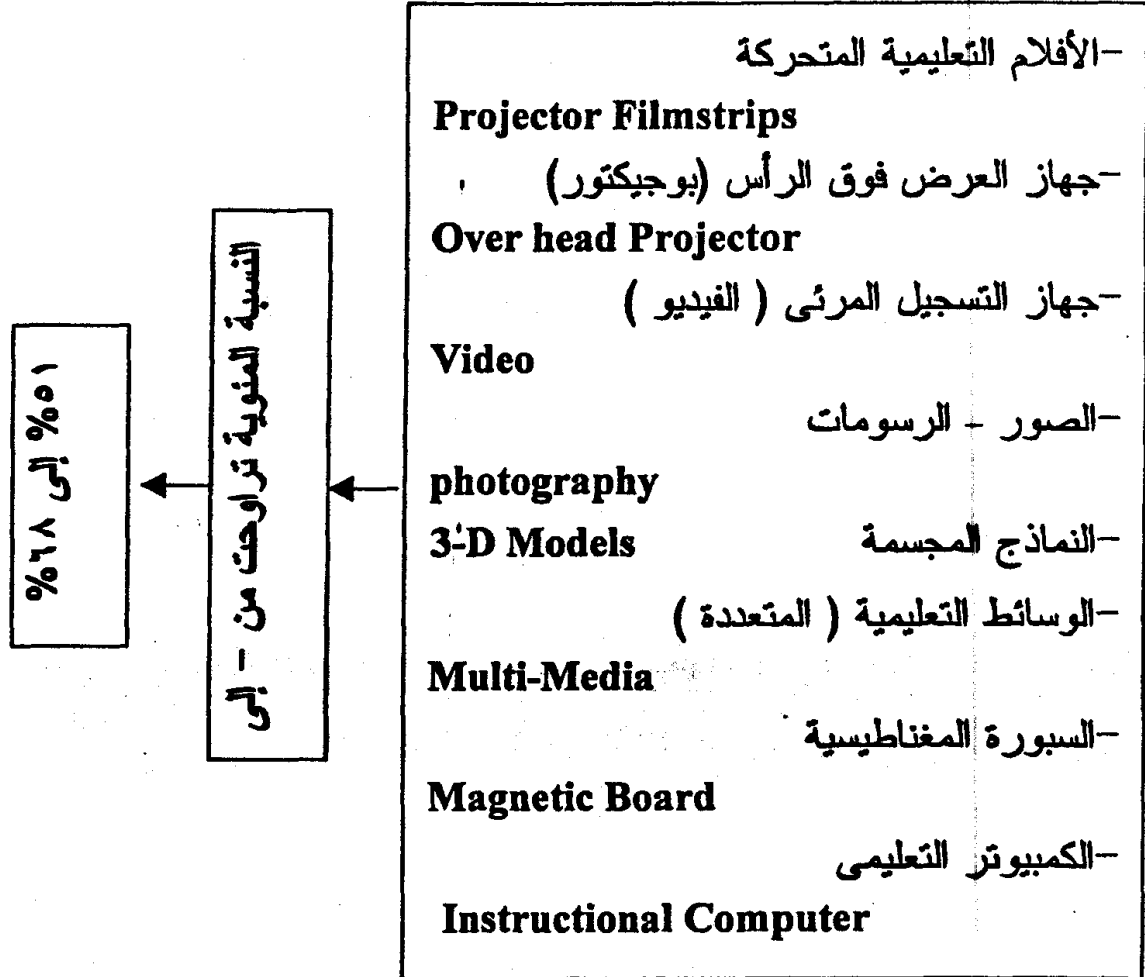 -الأفلام التعليمية المتحركة
Projector Filmstrips
-جهاز العرض فوق الرأس (بوجيكتور)
Over head Projector
-جهاز التسجيل المرئى ( الفيديو )
Video
-الصور - الرسومات
photography
-النماذج المجسمة 3-D Models
-الوسائط التعليمية ( المتعددة )
Multi-Media
-السبورة المغناطيسية
Magnetic Board
-الكمبيوتر التعليمى
Instructional Computer
النسبة المئوية تراوحت من - إلى
٥١% إلى ٦٨%